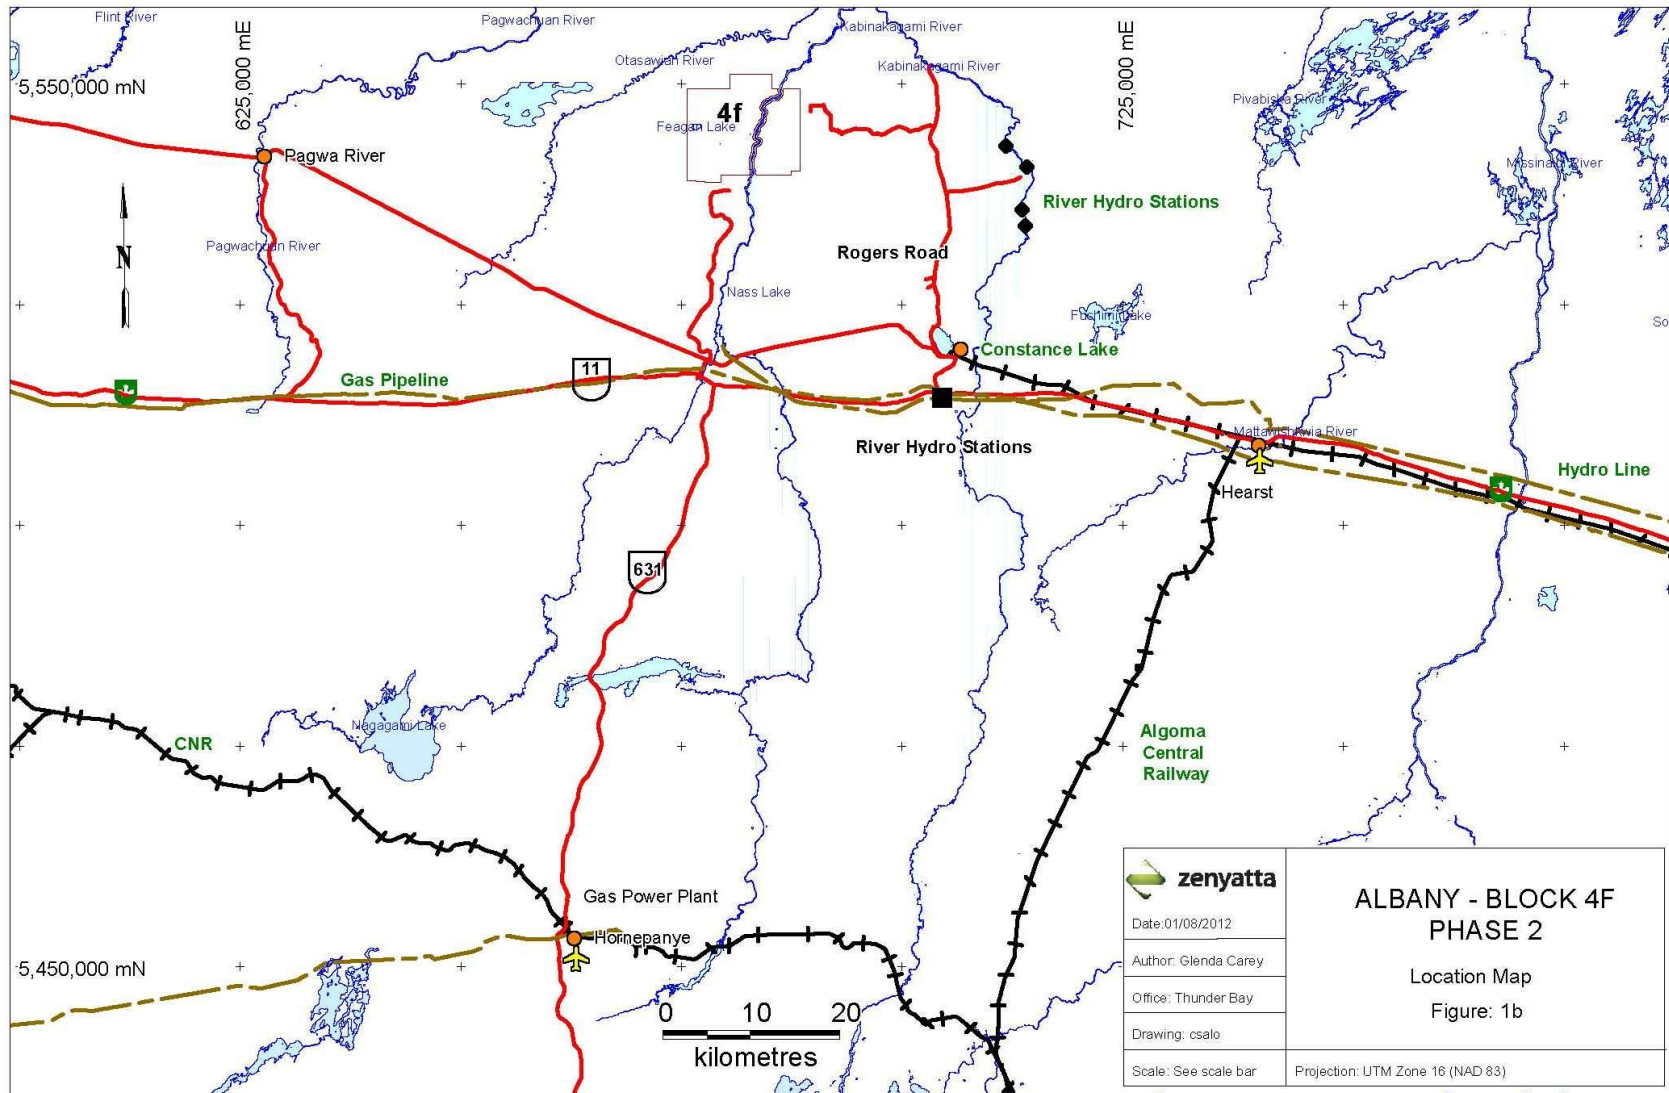 Flint River
Pagwachuan River
Kabinakagami River
625,000 mE
725,000 mE
Otasawian River
Kabinakagami River
5,550,000 mN
Pivabiska River
4f
Feagan Lake
Pagwa River
Missinaibi River
River Hydro Stations
Pagwachuan River
Rogers Road
N
Nass Lake
Fushimi Lake
So
Constance Lake
11
Gas Pipeline
Mattawishkwia River
River Hydro Stations
Hydro Line
Hearst
631
Nagagami Lake
CNR
Algoma
Central
Railway
Gas Power Plant
Hornepanye
5,450,000 mN
0 10 20
kilometres
zenyatta
Date:01/08/2012
Author: Glenda Carey
Office: Thunder Bay
Drawing: csalo
Scale: See scale bar
ALBANY - BLOCK 4F
PHASE 2
Location Map
Figure: 1b
Projection: UTM Zone 16 (NAD 83)